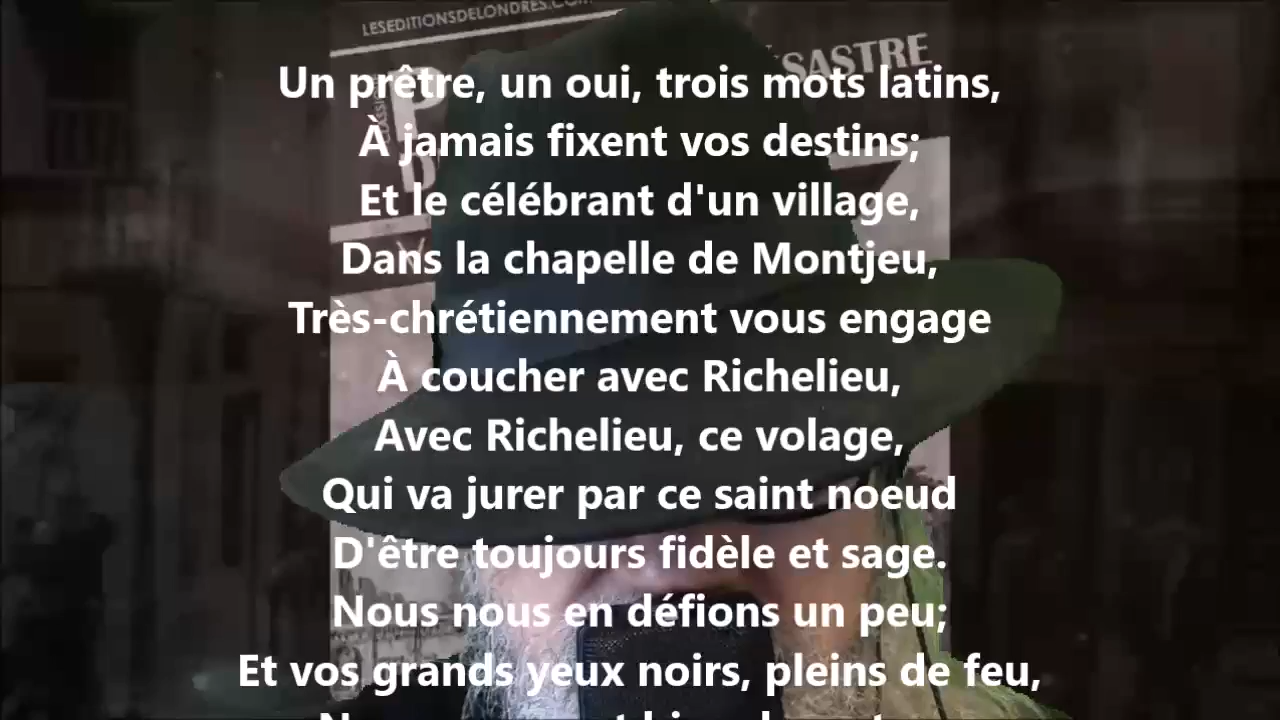 LESEDITIONSDELONDRES.COM
Un prêtre, un oui, trois mots latins,
À jamais fixent vos destins;
Et le célébrant d'un village,
Dans la chapelle de Montjeu,
Très-chrétiennement vous engage
À coucher avec Richelieu,
Avec Richelieu, ce volage,
Qui va jurer par ce saint noeud
D'être toujours fidèle et sage.
Nous nous en défions un peu;
Et vos grands yeux noirs, pleins de feu,